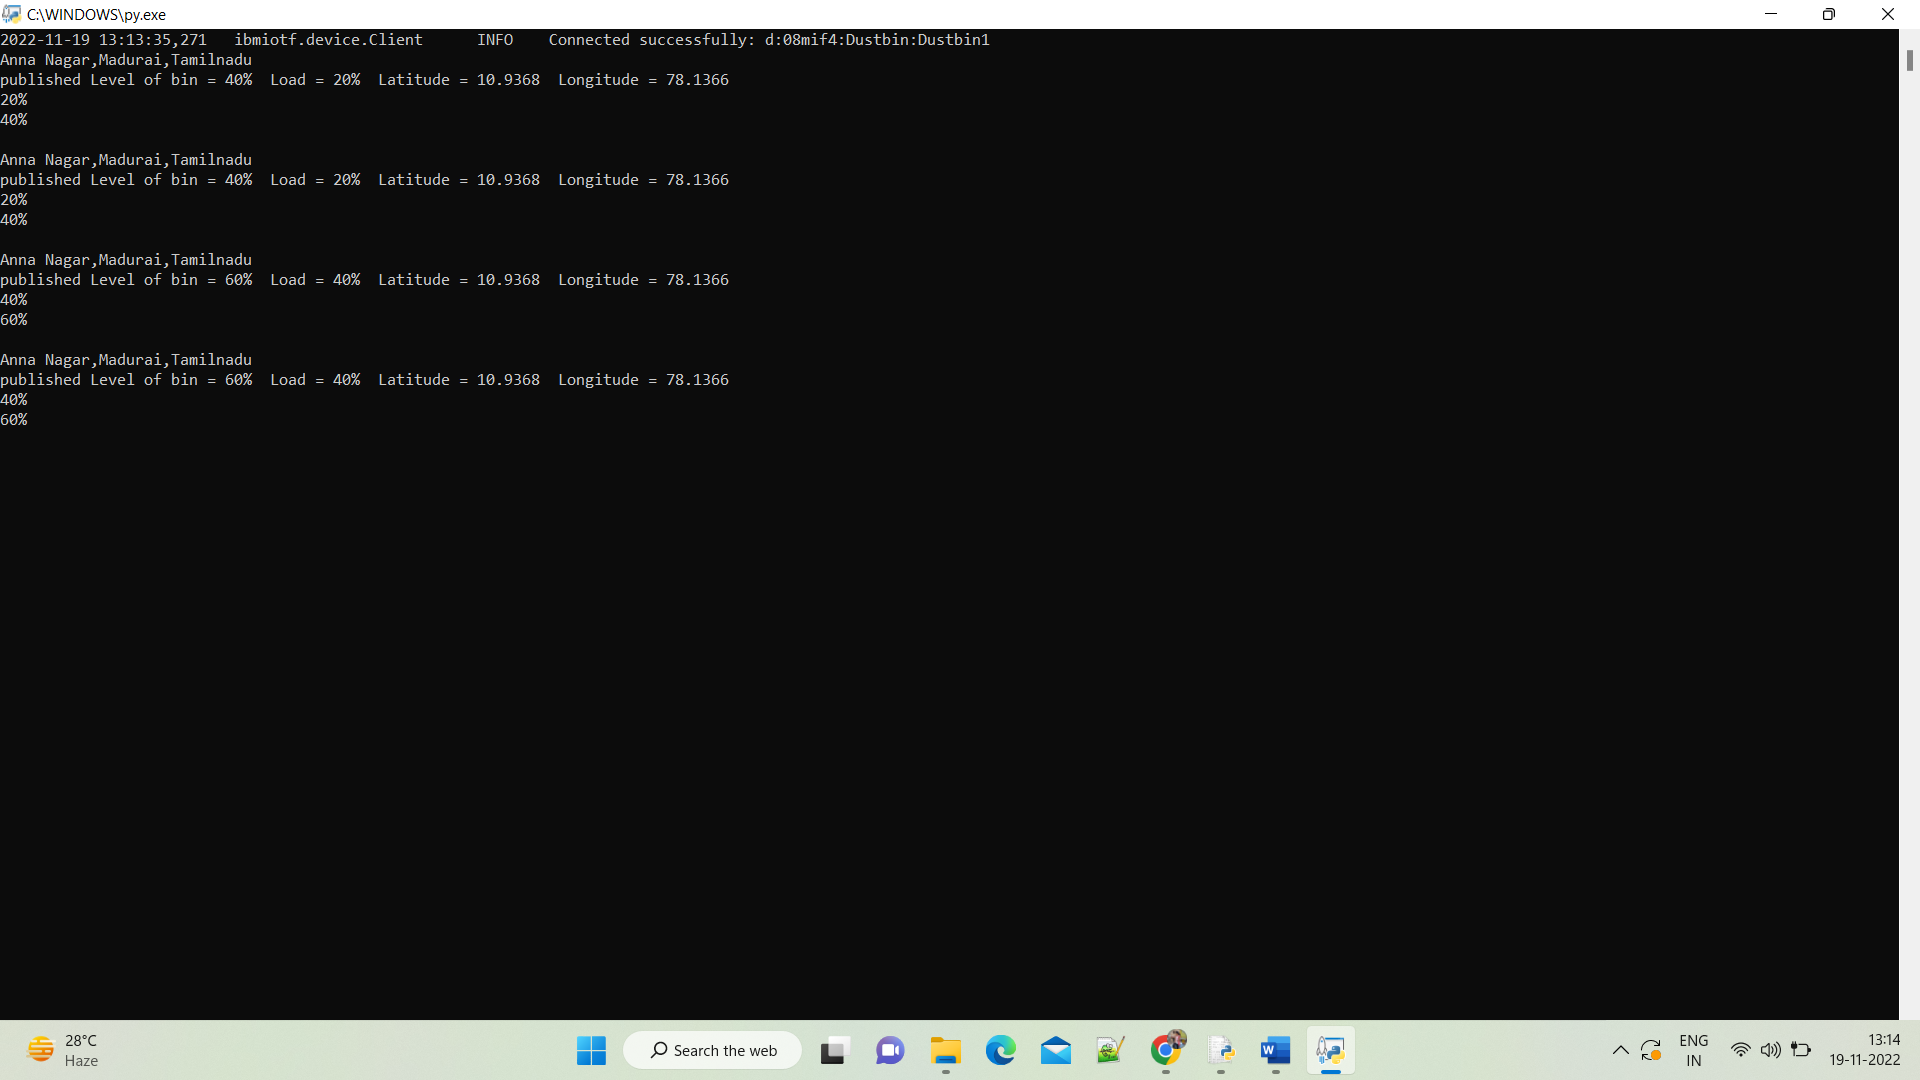 C:\WINDOWS\py.exe
2022-11-19 13:13:35,271   ibmiotf.device.Client      INFO    Connected successfully: d:08mif4:Dustbin:Dustbin1
Anna Nagar,Madurai,Tamilnadu
published Level of bin = 40%  Load = 20%  Latitude = 10.9368  Longitude = 78.1366
20%
40%
Anna Nagar,Madurai,Tamilnadu
published Level of bin = 40%  Load = 20%  Latitude = 10.9368  Longitude = 78.1366
20%
40%
Anna Nagar,Madurai,Tamilnadu
published Level of bin = 60%  Load = 40%  Latitude = 10.9368  Longitude = 78.1366
40%
60%
Anna Nagar,Madurai,Tamilnadu
published Level of bin = 60%  Load = 40%  Latitude = 10.9368  Longitude = 78.1366
40%
60%
28°C
Haze
Search the web
W
ENG
IN
13:14
19-11-2022